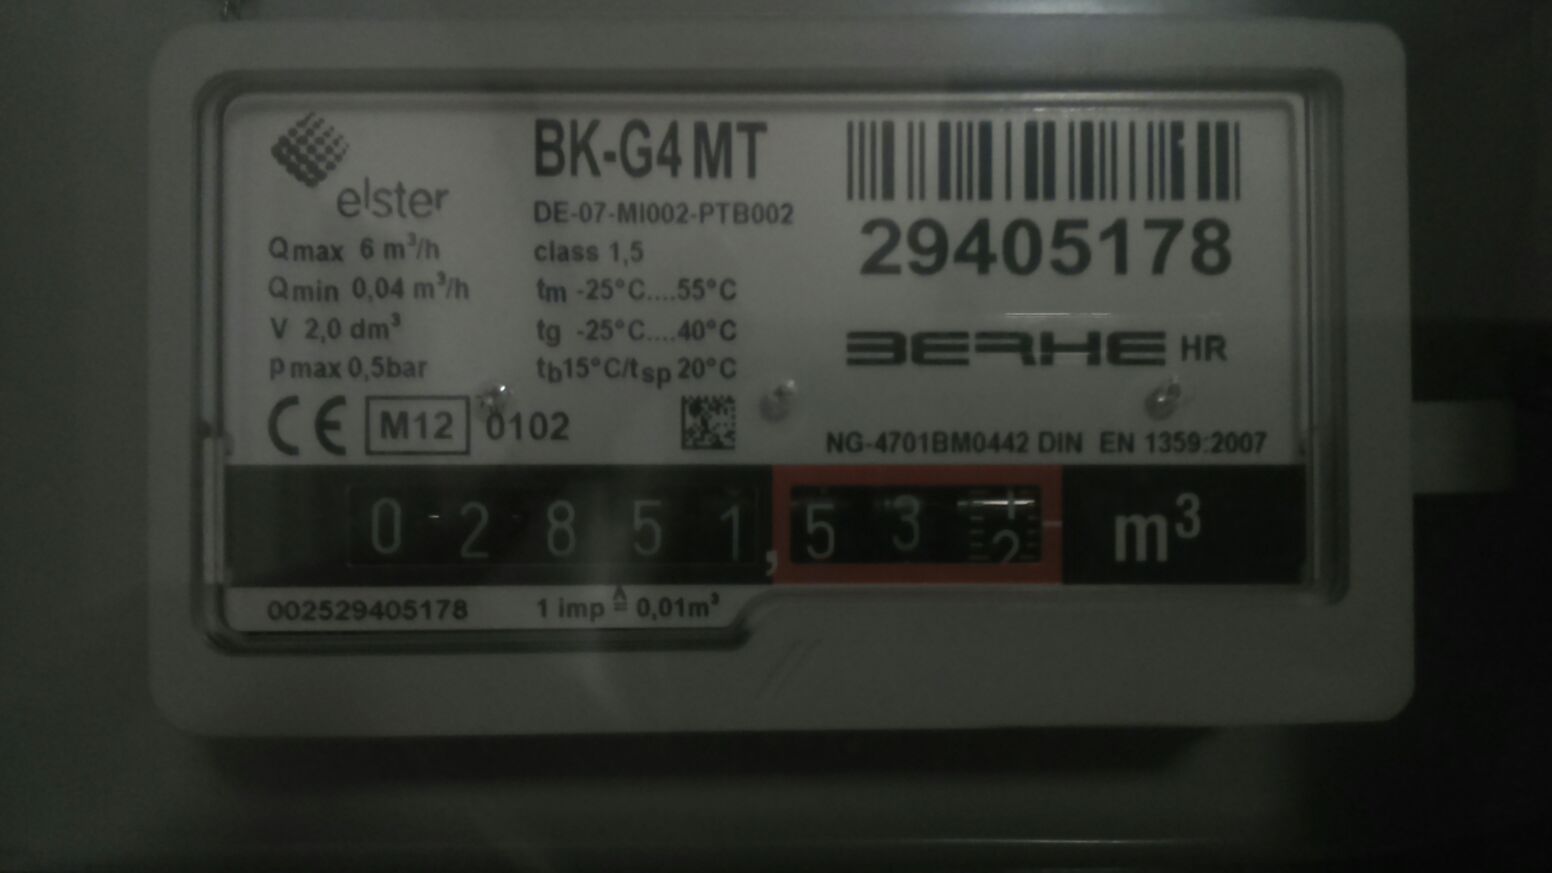 elster
BK-G4 MT
DE-07-MI002-PTB002
29405178
Qmax 6 m³/h
class 1,5
Qmin 0,04 m³/h
tm -25°C....55°C
V 2,0 dm³
tg -25°C....40°C
BERHE HR
pmax 0,5bar
tb15°C/tsp 20°C
CE M12 0102
NG-4701BM0442 DIN EN 1359:2007
0 2 8 5 1 , 5 3 2 m³
002529405178
1 imp ≙ 0,01m³